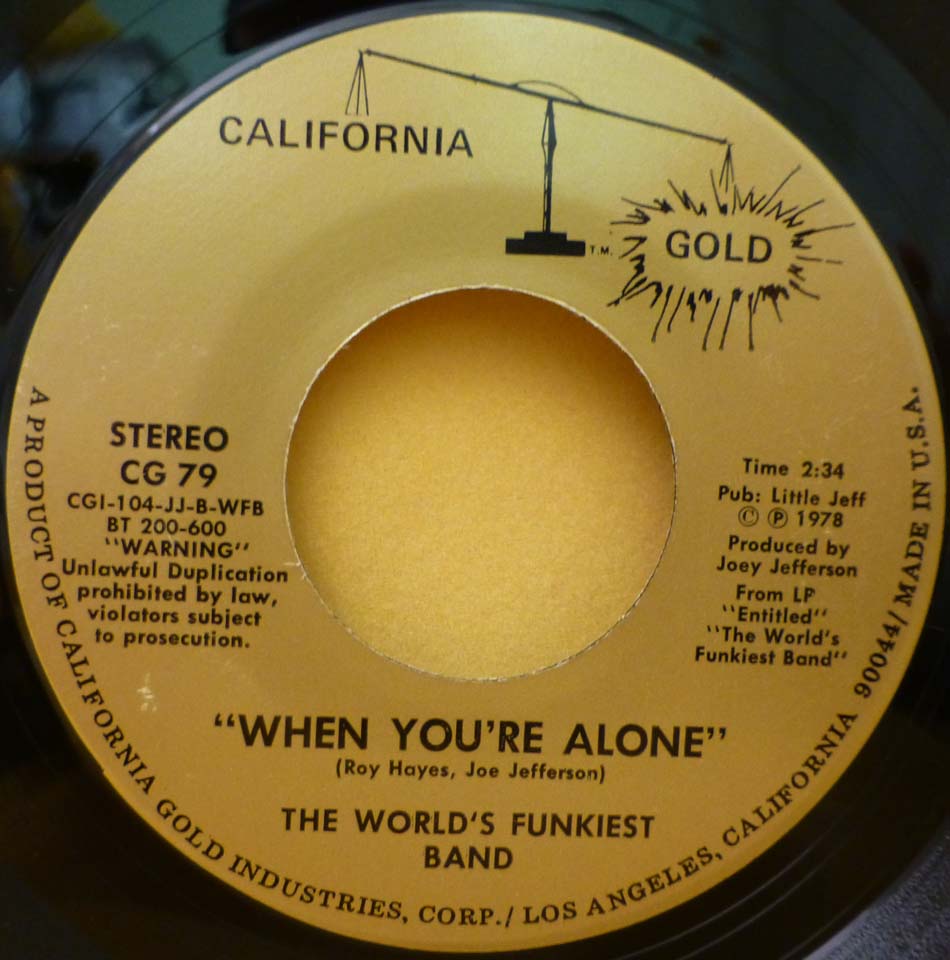 CALIFORNIA
T.M.
GOLD
STEREO
CG 79
CGI-104-JJ-B-WFB
BT 200-600
"WARNING"
Unlawful Duplication
prohibited by law,
violators subject
to prosecution.
Time 2:34
Pub: Little Jeff
© ℗ 1978
Produced by
Joey Jefferson
From LP
"Entitled"
"The World's
Funkiest Band"
"WHEN YOU'RE ALONE"
(Roy Hayes, Joe Jefferson)
THE WORLD'S FUNKIEST
BAND
A PRODUCT OF CALIFORNIA GOLD INDUSTRIES, CORP./ LOS ANGELES, CALIFORNIA 90044/ MADE IN U.S.A.